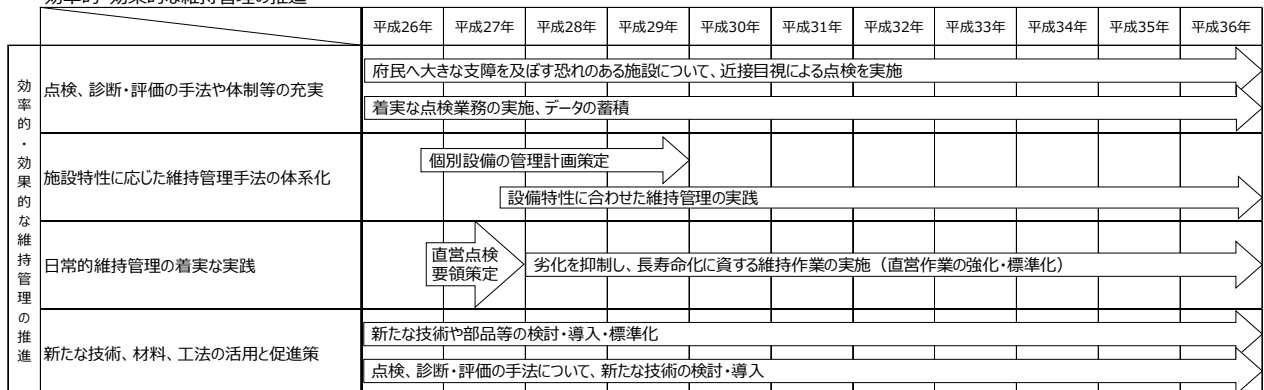 効率的・効果的な維持管理の推進
平成26年 平成27年 平成28年 平成29年 平成30年 平成31年 平成32年 平成33年 平成34年 平成35年 平成36年
効率的・効果的な維持管理の推進
点検、診断・評価の手法や体制等の充実
府民へ大きな支障を及ぼす恐れのある施設について、近接目視による点検を実施
着実な点検業務の実施、データの蓄積
施設特性に応じた維持管理手法の体系化
個別設備の管理計画策定
設備特性に合わせた維持管理の実践
日常的維持管理の着実な実践
直営点検
要領策定
劣化を抑制し、長寿命化に資する維持作業の実施（直営作業の強化・標準化）
新たな技術、材料、工法の活用と促進策
新たな技術や部品等の検討・導入・標準化
点検、診断・評価の手法について、新たな技術の検討・導入